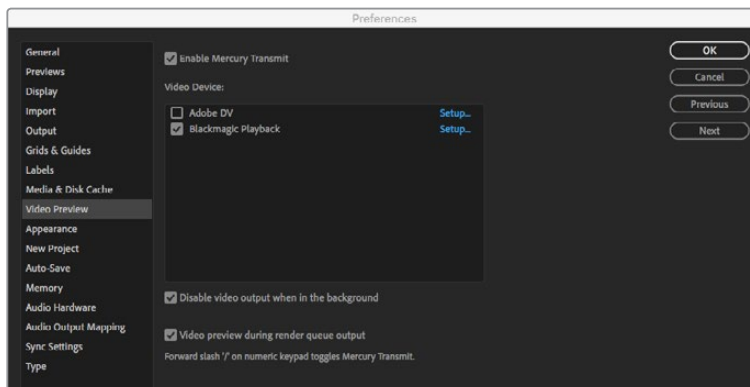 Preferences
General
Previews
Display
Import
Output
Grids & Guides
Labels
Media & Disk Cache
Video Preview
Appearance
New Project
Auto-Save
Memory
Audio Hardware
Audio Output Mapping
Sync Settings
Type
Enable Mercury Transmit
Video Device:
Adobe DV Setup...
Blackmagic Playback Setup...
Disable video output when in the background
Video preview during render queue output
Forward slash '/' on numeric keypad toggles Mercury Transmit.
OK
Cancel
Previous
Next